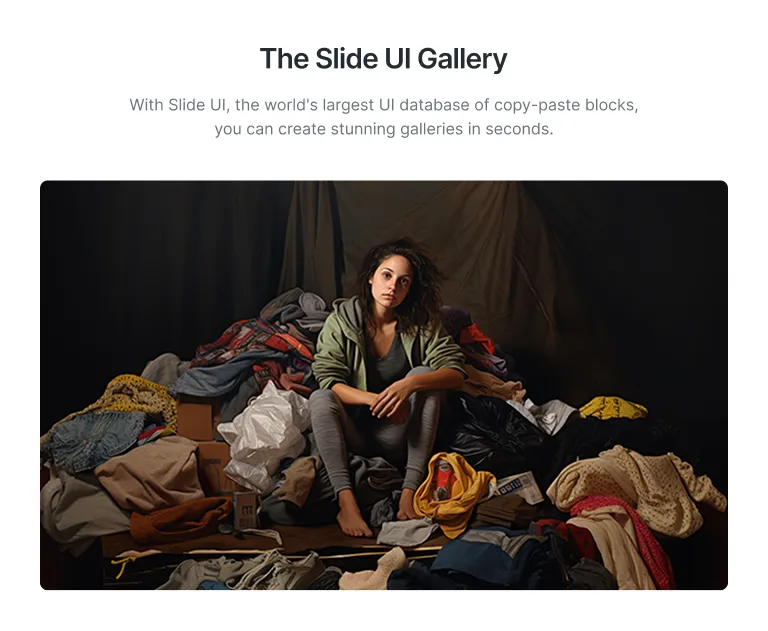 The Slide UI Gallery
With Slide UI, the world's largest UI database of copy-paste blocks,
you can create stunning galleries in seconds.